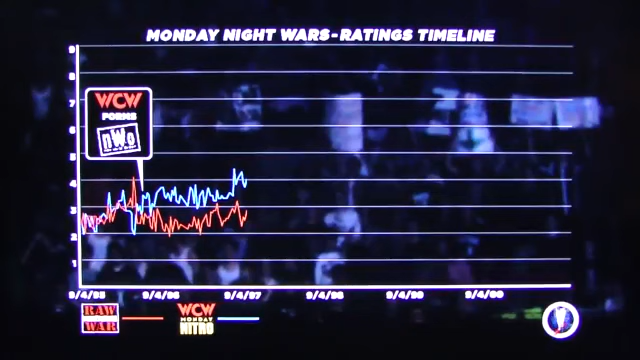 MONDAY NIGHT WARS - RATINGS TIMELINE
9
8
7
6
5
4
3
2
1
WCW
FORMS
nWo
9/4/95 9/4/96 9/4/97 9/4/98 9/4/99 9/4/00
RAW
WAR
WCW
MONDAY
NITRO